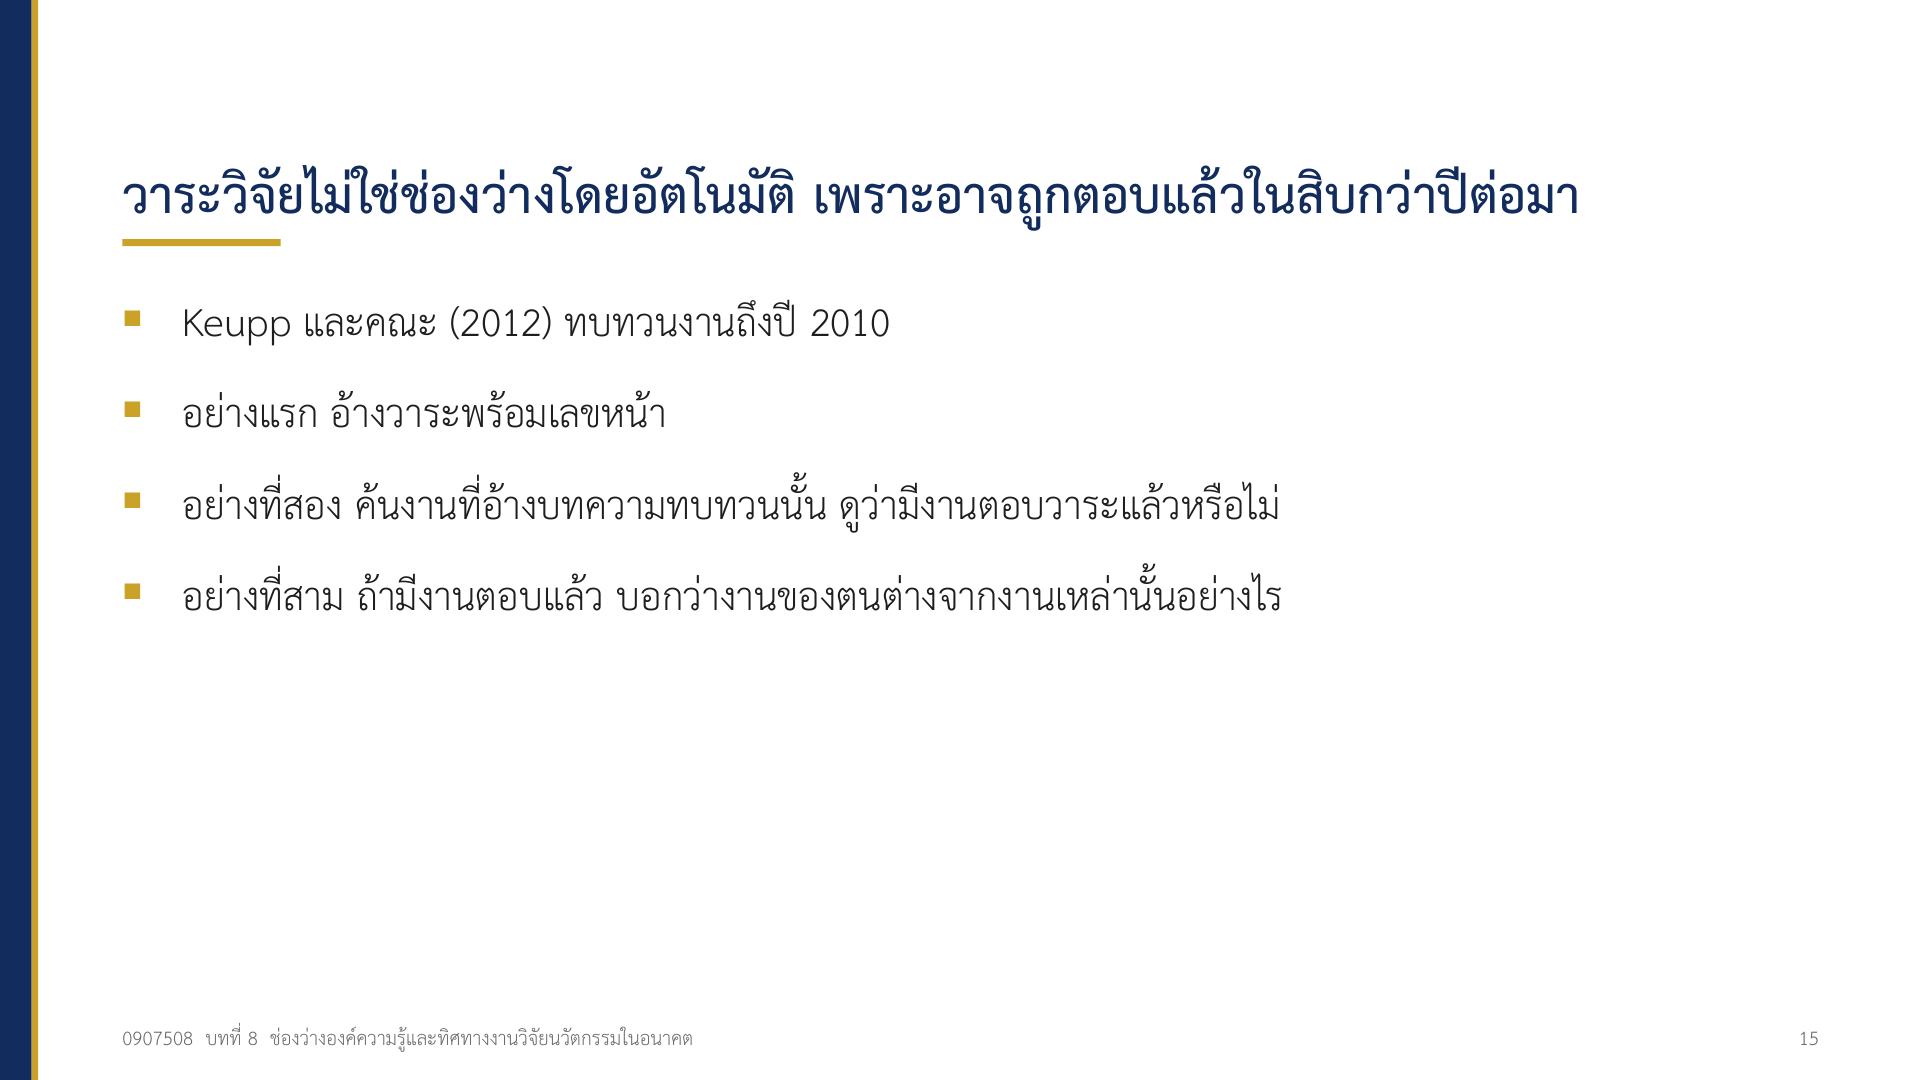 วาระวิจัยไม่ใช่ช่องว่างโดยอัตโนมัติ เพราะอาจถูกตอบแล้วในสิบกว่าปีต่อมา
Keupp และคณะ (2012) ทบทวนงานถึงปี 2010
อย่างแรก อ้างวาระพร้อมเลขหน้า
อย่างที่สอง ค้นงานที่อ้างบทความทบทวนนั้น ดูว่ามีงานตอบวาระแล้วหรือไม่
อย่างที่สาม ถ้ามีงานตอบแล้ว บอกว่างานของตนต่างจากงานเหล่านั้นอย่างไร
0907508 บทที่ 8 ช่องว่างองค์ความรู้และทิศทางงานวิจัยนวัตกรรมในอนาคต
15